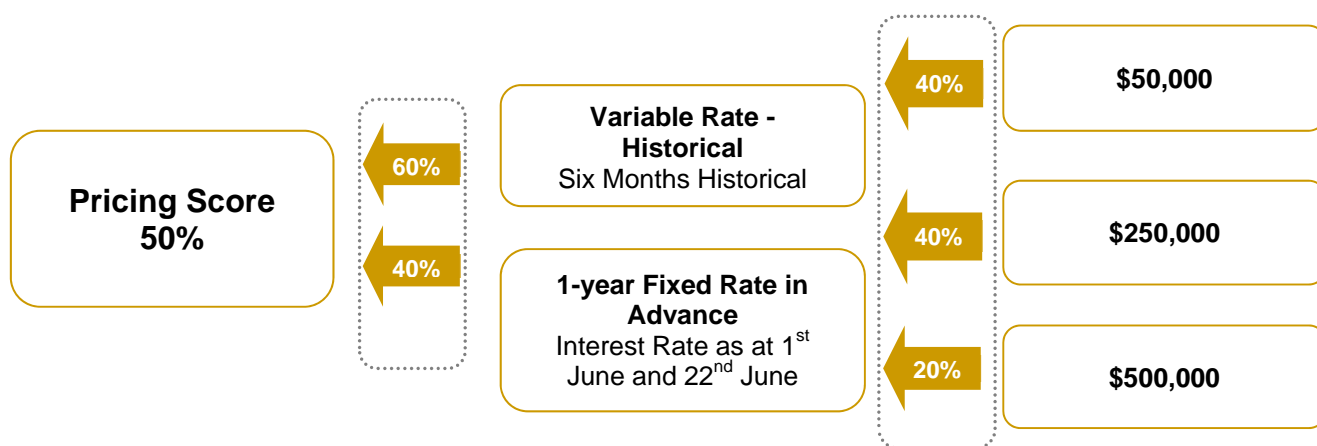 Pricing Score
50%
60%
40%
Variable Rate -
Historical
Six Months Historical
1-year Fixed Rate in
Advance
Interest Rate as at 1st
June and 22nd June
40%
40%
20%
$50,000
$250,000
$500,000